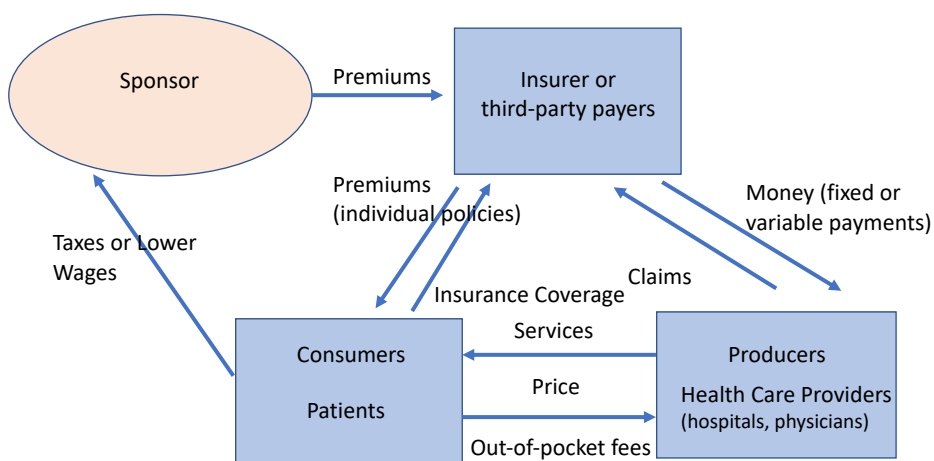 Sponsor
Premiums
Insurer or
third-party payers
Premiums
(individual policies)
Money (fixed or
variable payments)
Taxes or Lower
Wages
Claims
Insurance Coverage
Services
Consumers
Patients
Price
Out-of-pocket fees
Producers
Health Care Providers
(hospitals, physicians)